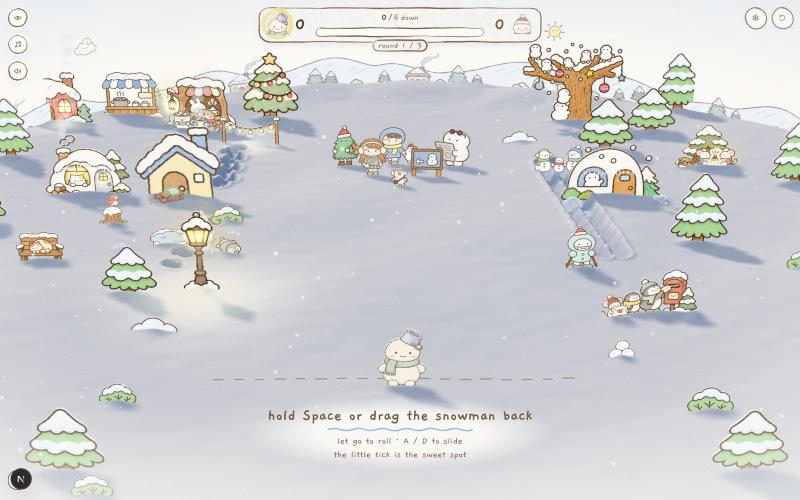 0/6 down
0
0
round 1 / 3
hold Space or drag the snowman back
let go to roll · A / D to slide
the little tick is the sweet spot
N